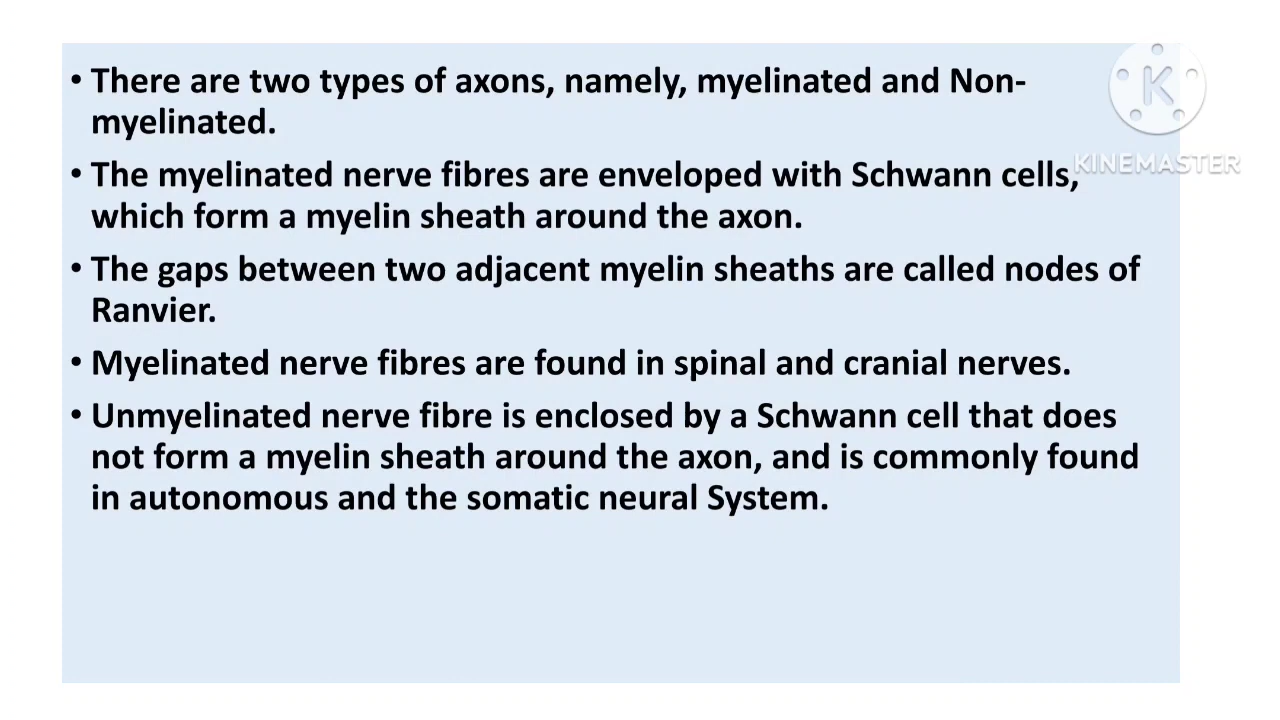 • There are two types of axons, namely, myelinated and Non-
myelinated.
• The myelinated nerve fibres are enveloped with Schwann cells,
which form a myelin sheath around the axon.
• The gaps between two adjacent myelin sheaths are called nodes of
Ranvier.
• Myelinated nerve fibres are found in spinal and cranial nerves.
• Unmyelinated nerve fibre is enclosed by a Schwann cell that does
not form a myelin sheath around the axon, and is commonly found
in autonomous and the somatic neural System.
K
KINEMASTER